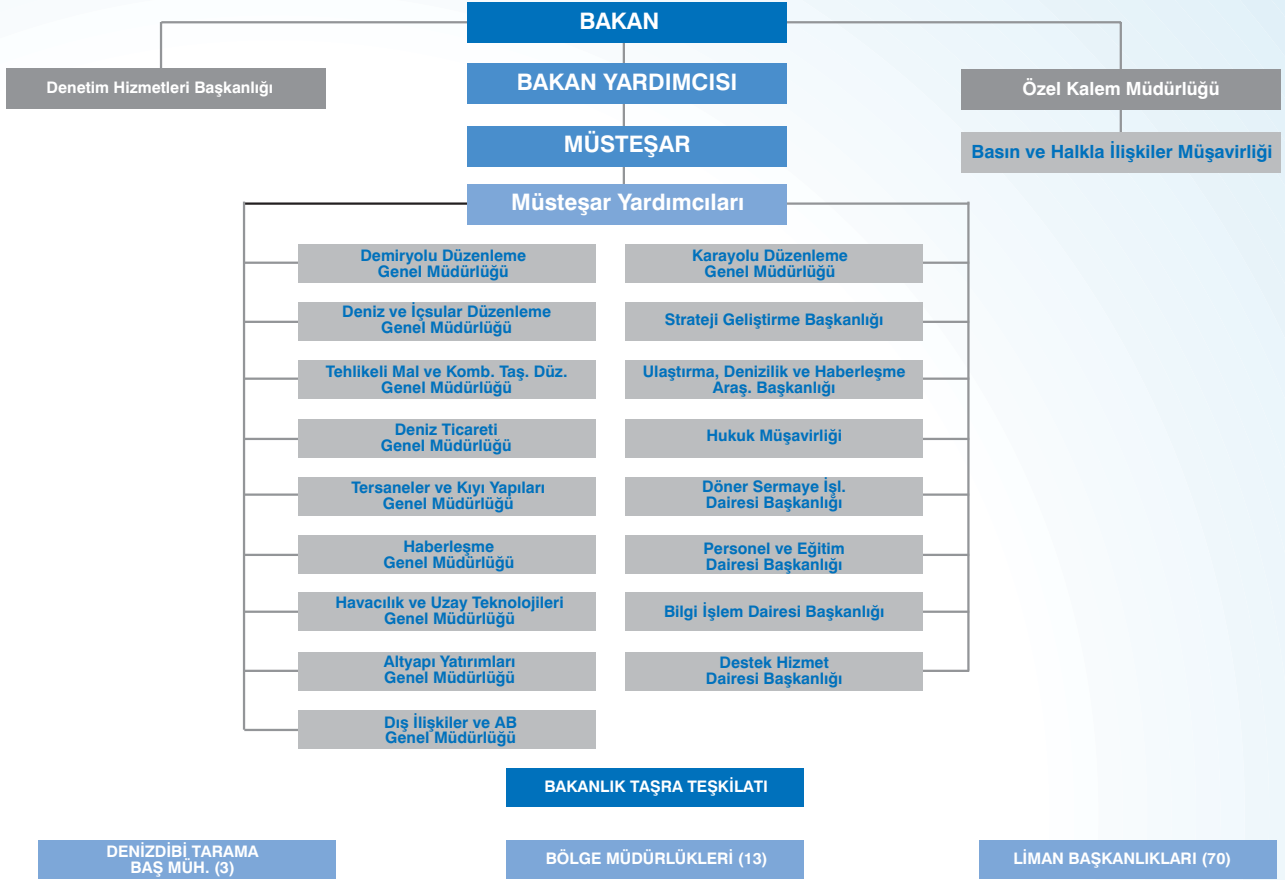 BAKAN
Denetim Hizmetleri Başkanlığı
BAKAN YARDIMCISI
Özel Kalem Müdürlüğü
MÜSTEŞAR
Basın ve Halkla İlişkiler Müşavirliği
Müsteşar Yardımcıları
Demiryolu Düzenleme
Genel Müdürlüğü
Karayolu Düzenleme
Genel Müdürlüğü
Deniz ve İçsular Düzenleme
Genel Müdürlüğü
Strateji Geliştirme Başkanlığı
Tehlikeli Mal ve Komb. Taş. Düz.
Genel Müdürlüğü
Ulaştırma, Denizilik ve Haberleşme
Araş. Başkanlığı
Deniz Ticareti
Genel Müdürlüğü
Hukuk Müşavirliği
Tersaneler ve Kıyı Yapıları
Genel Müdürlüğü
Döner Sermaye İşl.
Dairesi Başkanlığı
Haberleşme
Genel Müdürlüğü
Personel ve Eğitim
Dairesi Başkanlığı
Havacılık ve Uzay Teknolojileri
Genel Müdürlüğü
Bilgi İşlem Dairesi Başkanlığı
Altyapı Yatırımları
Genel Müdürlüğü
Destek Hizmet
Dairesi Başkanlığı
Dış İlişkiler ve AB
Genel Müdürlüğü
BAKANLIK TAŞRA TEŞKİLATI
DENİZDİBİ TARAMA
BAŞ MÜH. (3)
BÖLGE MÜDÜRLÜKLERİ (13)
LİMAN BAŞKANLIKLARI (70)